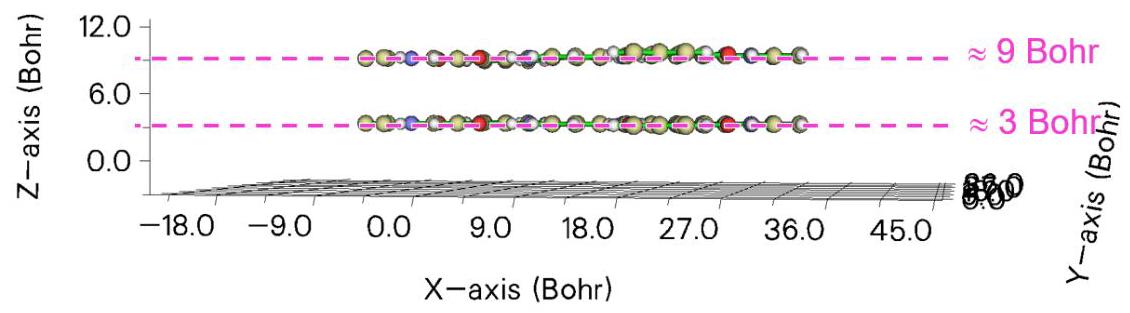 Z−axis (Bohr)
12.0
6.0
0.0
≈ 9 Bohr
≈ 3 Bohr
Y−axis (Bohr)
−18.0 −9.0 0.0 9.0 18.0 27.0 36.0 45.0
X−axis (Bohr)